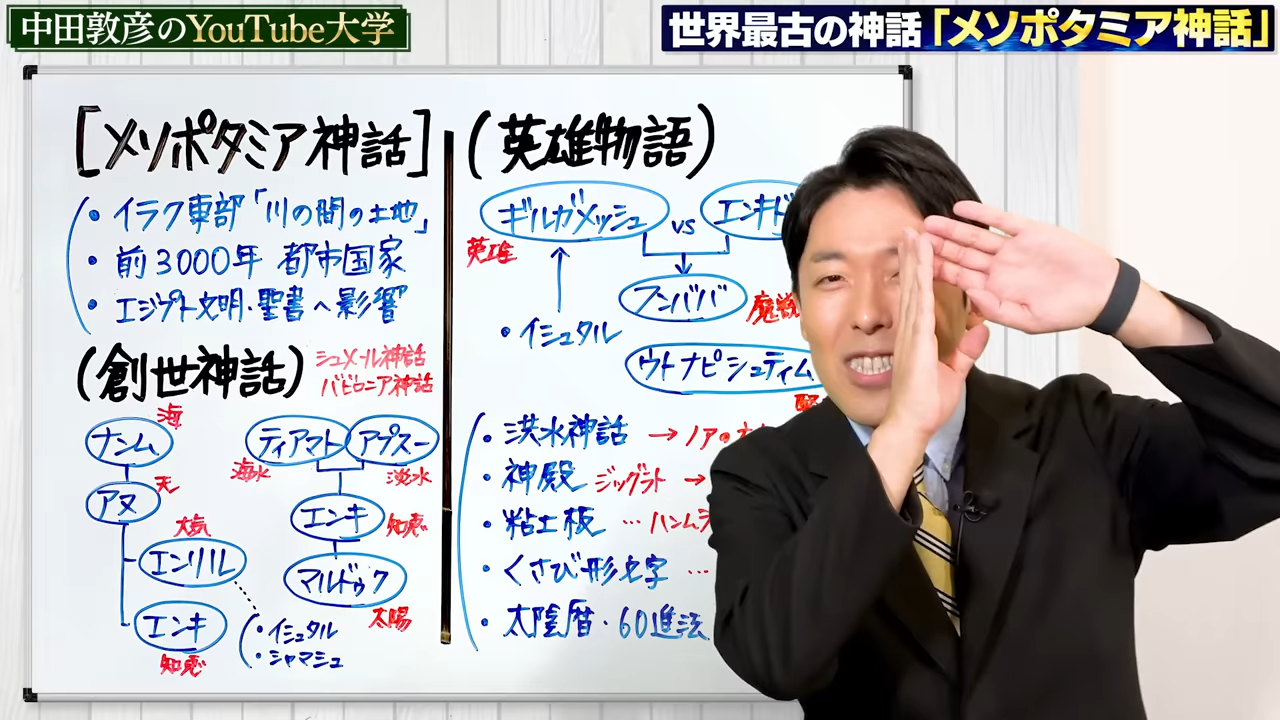 中田敦彦のYouTube大学
世界最古の神話「メソポタミア神話」
[メソポタミア神話]
・イラク東部「川の間の土地」
・前3000年 都市国家
・エジプト文明・聖書へ影響
(創世神話)
シュメール神話
バビロニア神話
海
ナンム
天
アヌ
大気
エンリル
エンキ
知恵
・イシュタル
・シャマシュ
ティアマト
アプスー
海水
淡水
エンキ
知恵
マルドゥク
太陽
(英雄物語)
ギルガメッシュ vs エンキド
英雄
フンババ
魔獣
・イシュタル
ウトナピシュティム
・洪水神話 → ノア
・神殿 ジッグラト →
・粘土板 … ハンムラ
・くさび形文字 …
・太陰暦・60進法